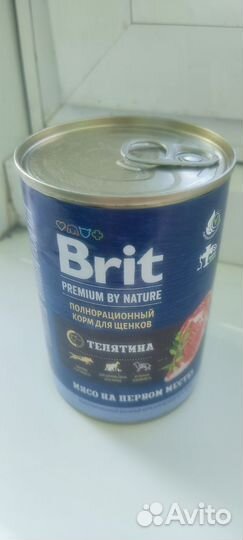 Brit
PREMIUM BY NATURE
ПОЛНОРАЦИОННЫЙ
КОРМ ДЛЯ ЩЕНКОВ
ТЕЛЯТИНА
МЯСО НА ПЕРВОМ МЕСТЕ
Avito